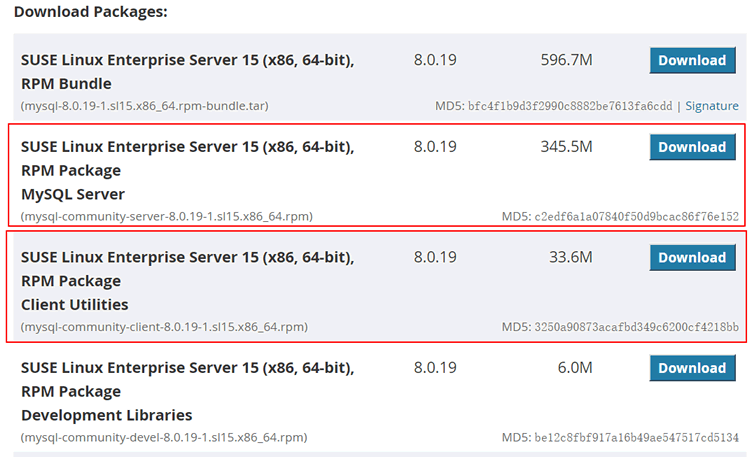 Download Packages:
SUSE Linux Enterprise Server 15 (x86, 64-bit), 8.0.19 596.7M Download
RPM Bundle
(mysql-8.0.19-1.sl15.x86_64.rpm-bundle.tar) MD5: bfc4f1b9d3f2990c8882be7613fa6cdd | Signature
SUSE Linux Enterprise Server 15 (x86, 64-bit), 8.0.19 345.5M Download
RPM Package
MySQL Server
(mysql-community-server-8.0.19-1.sl15.x86_64.rpm) MD5: c2edf6a1a07840f50d9bcac86f76e152
SUSE Linux Enterprise Server 15 (x86, 64-bit), 8.0.19 33.6M Download
RPM Package
Client Utilities
(mysql-community-client-8.0.19-1.sl15.x86_64.rpm) MD5: 3250a90873acafbd349c6200cf4218bb
SUSE Linux Enterprise Server 15 (x86, 64-bit), 8.0.19 6.0M Download
RPM Package
Development Libraries
(mysql-community-devel-8.0.19-1.sl15.x86_64.rpm) MD5: be12c8fbf917a16b49ae547517cd5134